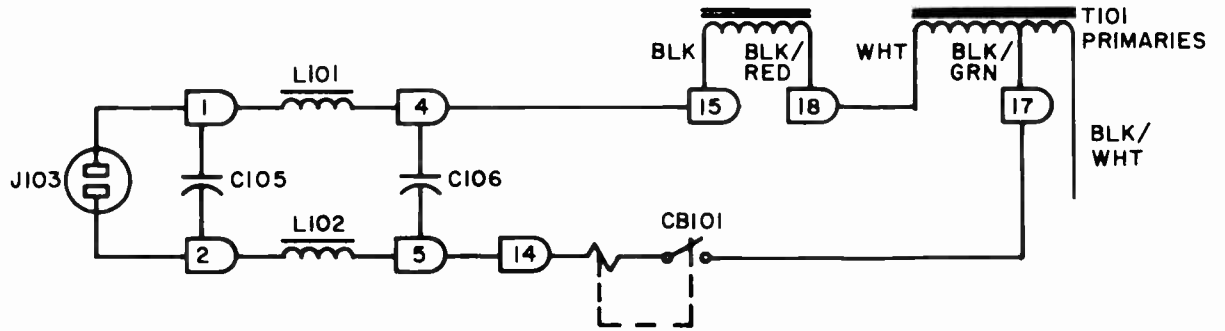 T101
PRIMARIES
BLK
BLK/
RED
WHT
BLK/
GRN
L101
1
4
15
18
17
BLK/
WHT
J103
C105
C106
L102
CB101
2
5
14